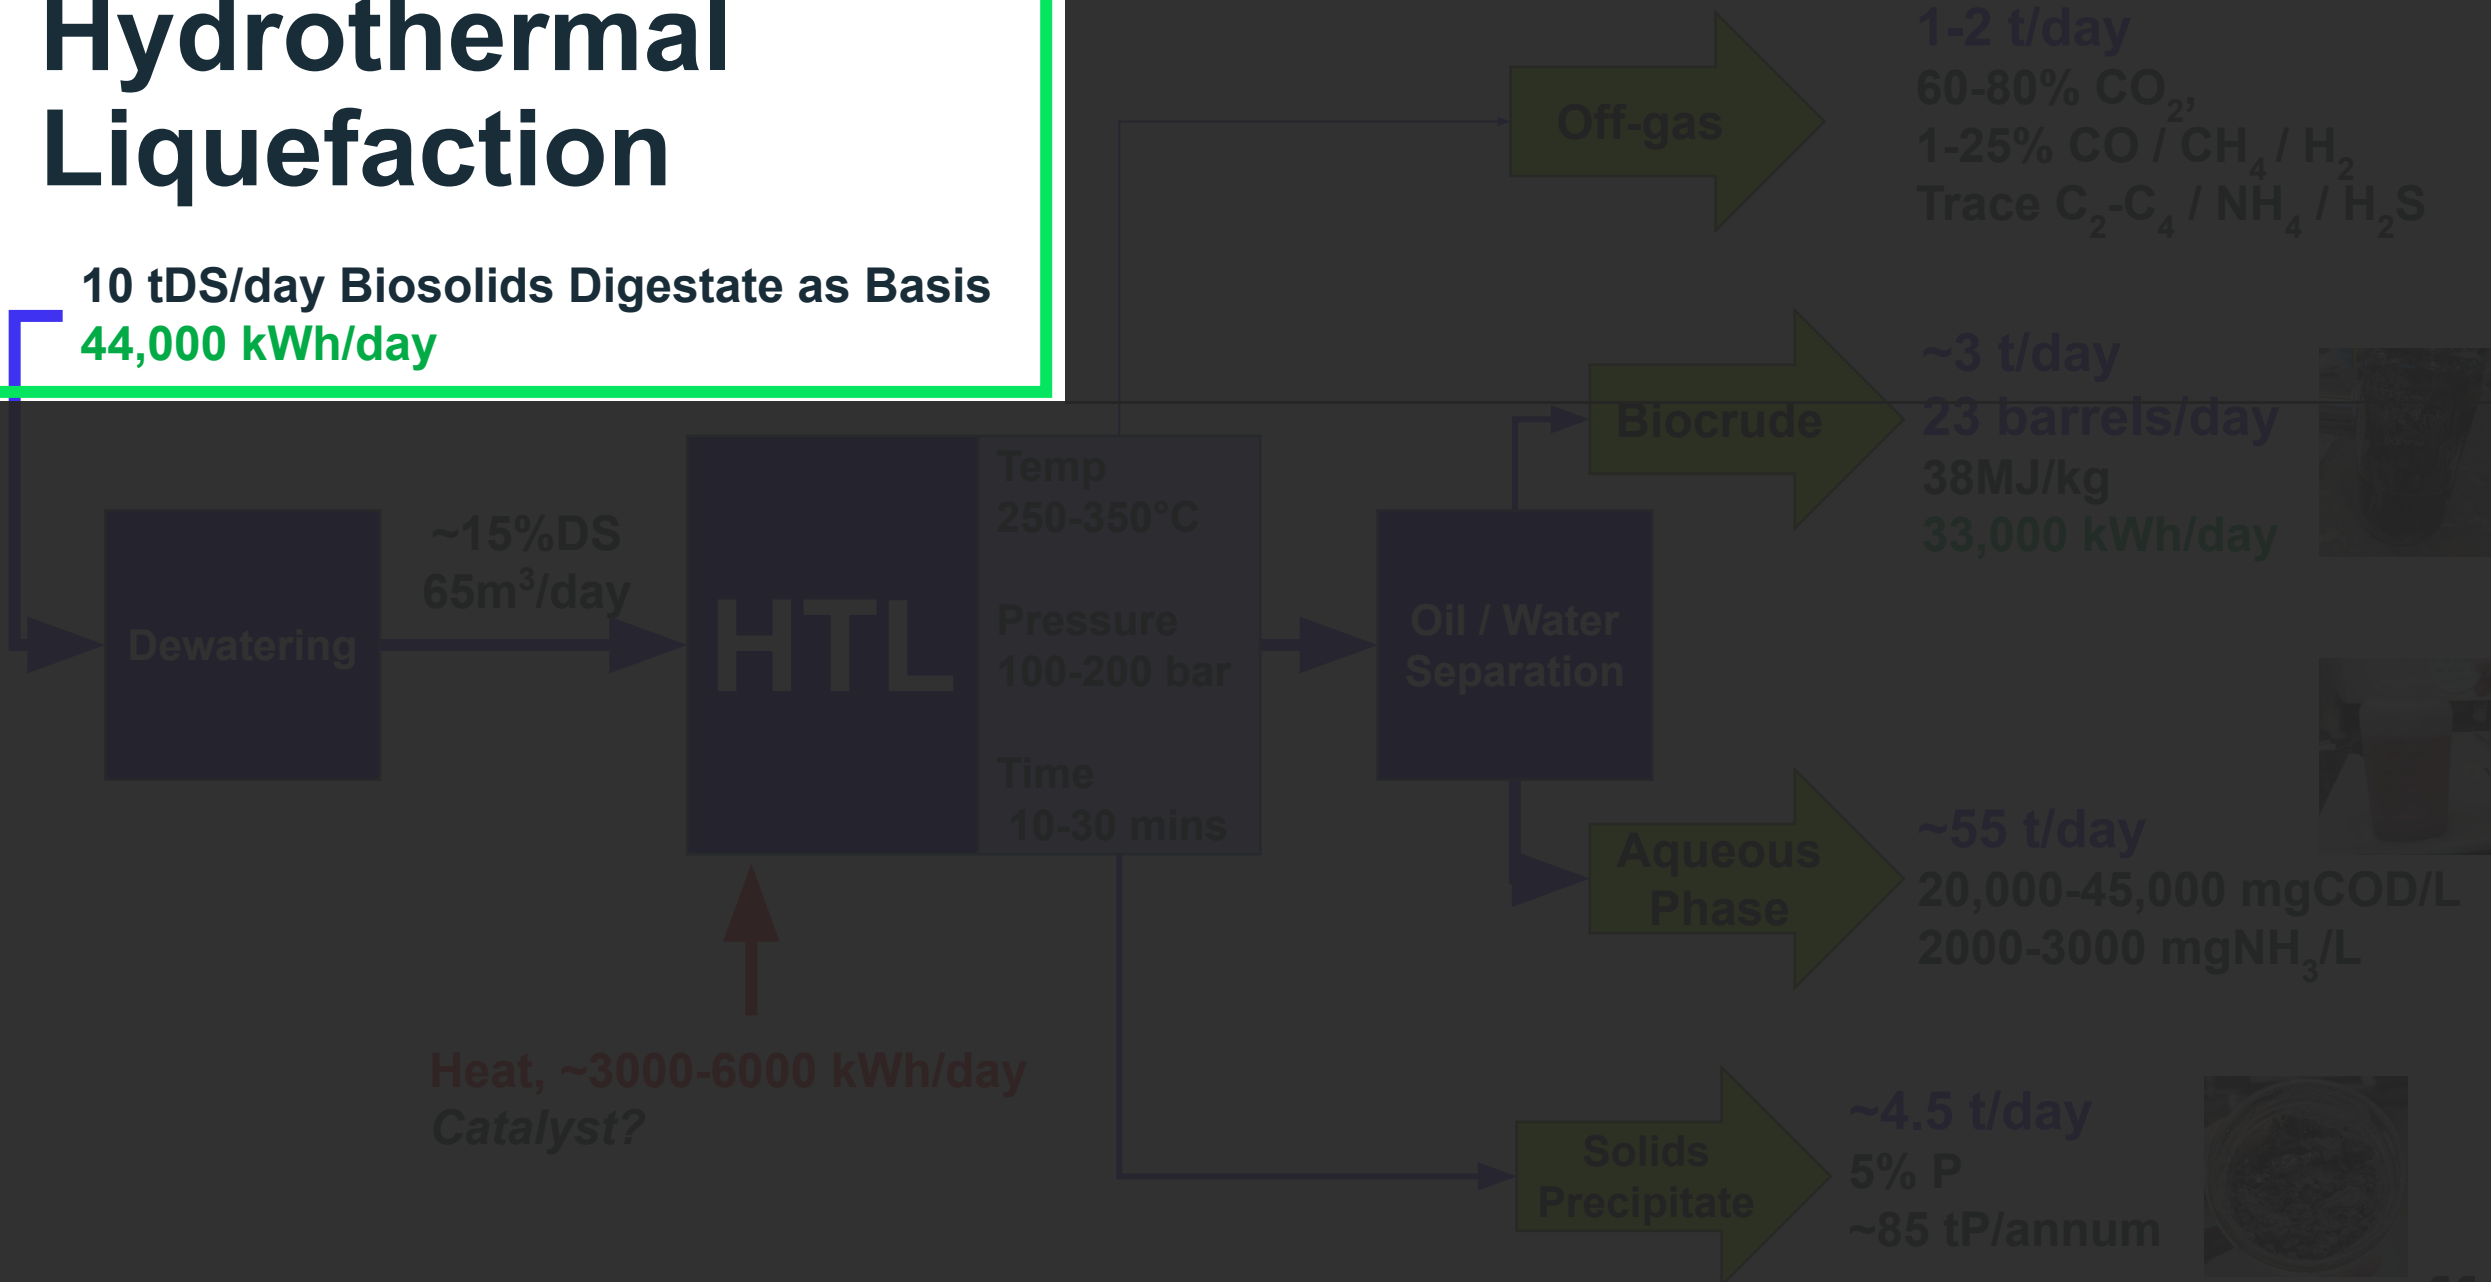 Hydrothermal
Liquefaction
10 tDS/day Biosolids Digestate as Basis
44,000 kWh/day
Dewatering
~15%DS
65m³/day
HTL
Temp
250-350°C
Pressure
100-200 bar
Time
10-30 mins
Heat, ~3000-6000 kWh/day
Catalyst?
Oil / Water
Separation
Off-gas
1-2 t/day
60-80% CO₂,
1-25% CO / CH₄ / H₂
Trace C₂-C₄ / NH₄ / H₂S
Biocrude
~3 t/day
23 barrels/day
38MJ/kg
33,000 kWh/day
Aqueous
Phase
~55 t/day
20,000-45,000 mgCOD/L
2000-3000 mgNH₃/L
Solids
Precipitate
~4.5 t/day
5% P
~85 tP/annum